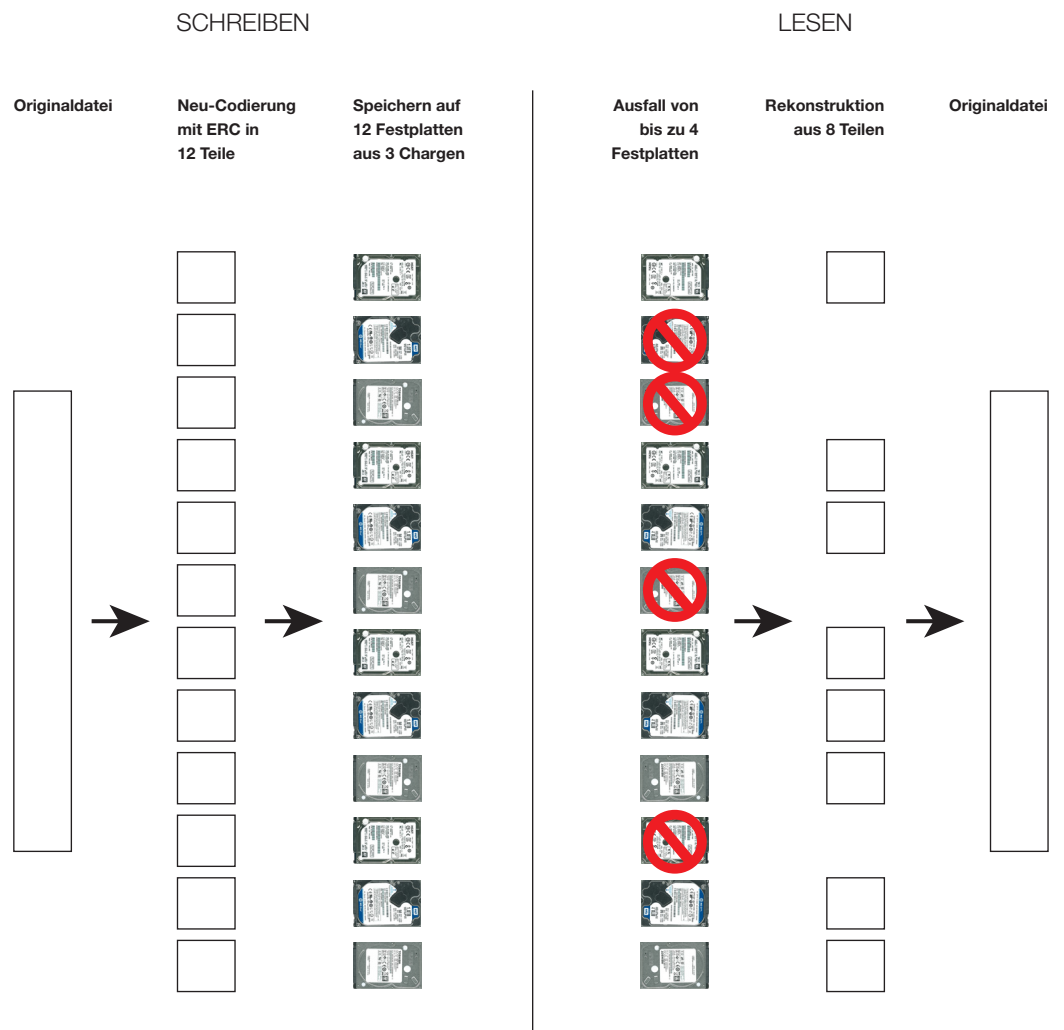 SCHREIBEN
LESEN
Originaldatei
Neu-Codierung
mit ERC in
12 Teile
Speichern auf
12 Festplatten
aus 3 Chargen
Ausfall von
bis zu 4
Festplatten
Rekonstruktion
aus 8 Teilen
Originaldatei